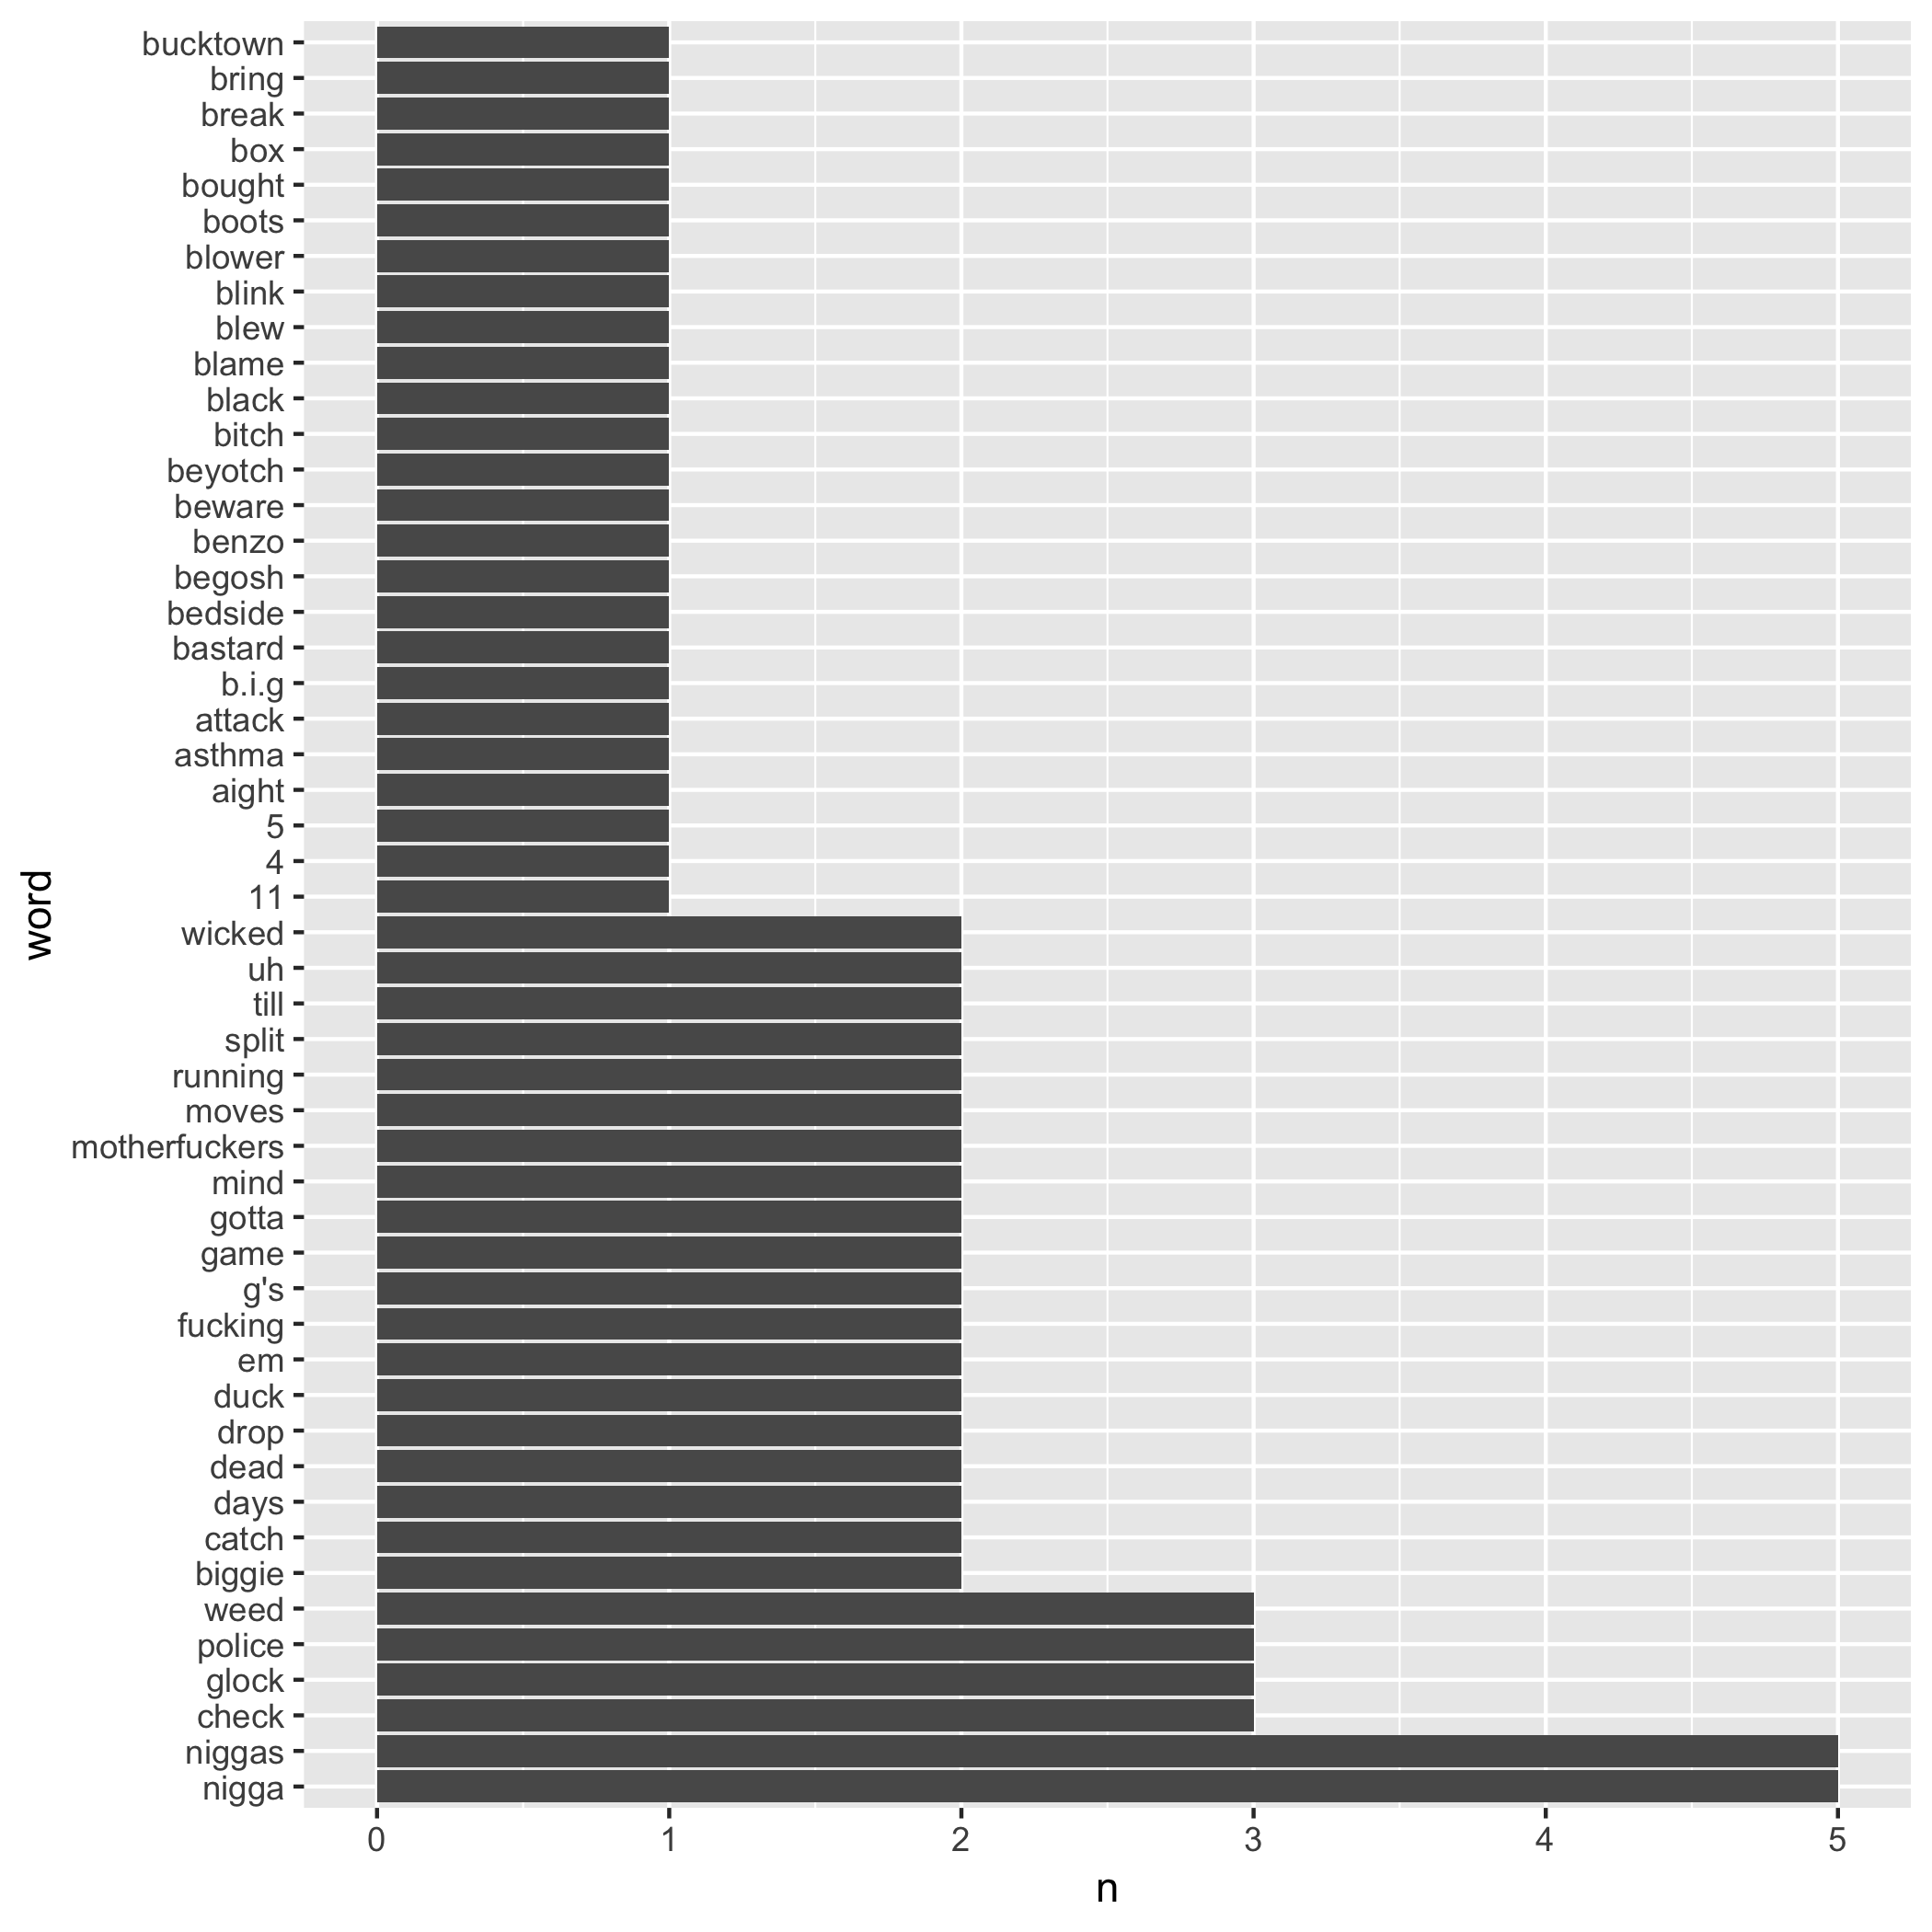 bucktown
bring
break
box
bought
boots
blower
blink
blew
blame
black
bitch
beyotch
beware
benzo
begosh
bedside
bastard
b.i.g
attack
asthma
aight
5
4
11
wicked
uh
till
split
running
moves
motherfuckers
mind
gotta
game
g's
fucking
em
duck
drop
dead
days
catch
biggie
weed
police
glock
check
niggas
nigga
word
0 1 2 3 4 5
n